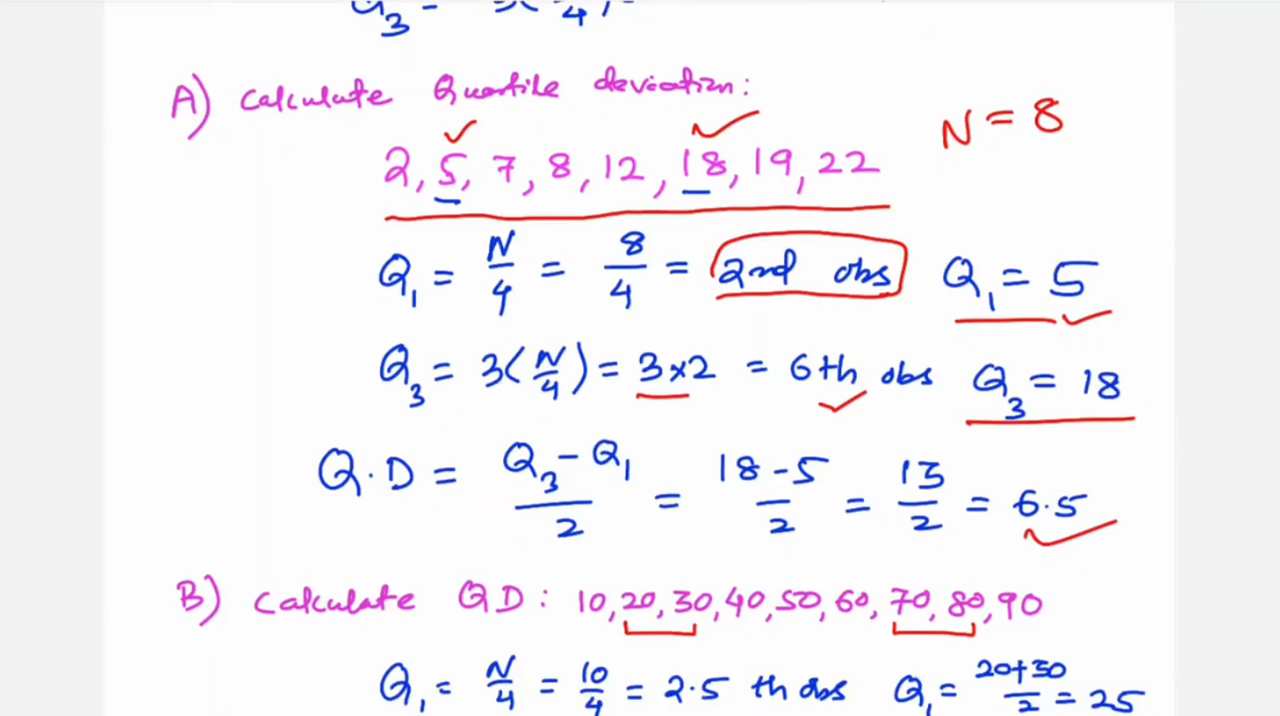 Q₃ = 3(N/4)
A) Calculate Quartile deviation:
2, 5, 7, 8, 12, 18, 19, 22
N = 8
Q₁ = N/4 = 8/4 = 2nd obs Q₁ = 5
Q₃ = 3(N/4) = 3×2 = 6th obs Q₃ = 18
Q.D = (Q₃ - Q₁)/2 = (18 - 5)/2 = 13/2 = 6.5
B) Calculate QD: 10, 20, 30, 40, 50, 60, 70, 80, 90
Q₁ = N/4 = 10/4 = 2.5 th obs Q₁ = (20+30)/2 = 25